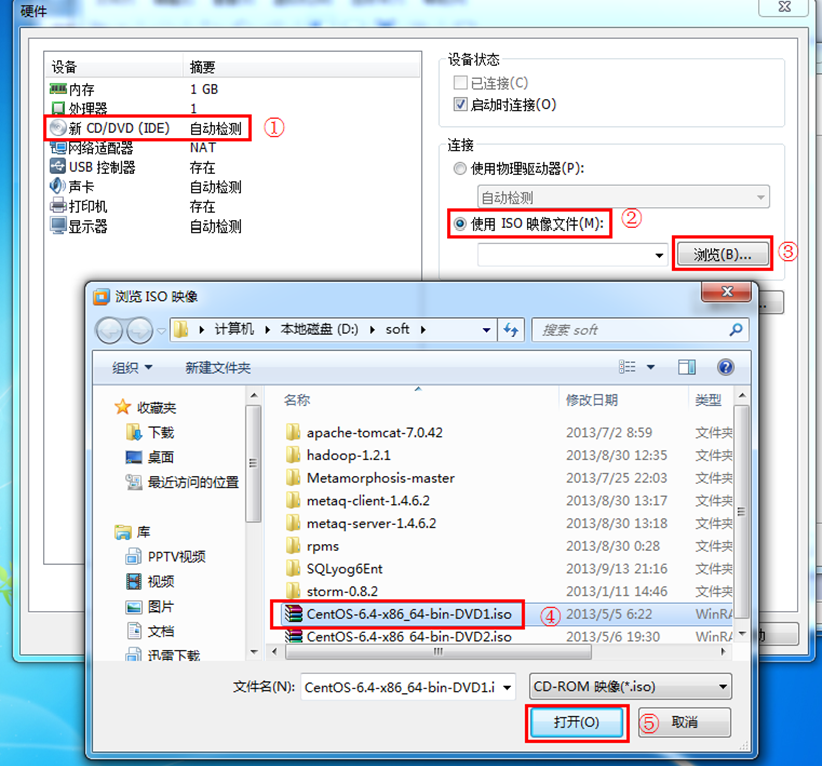 硬件
设备 摘要
内存 1 GB
处理器 1
新 CD/DVD (IDE) 自动检测 ①
网络适配器 NAT
USB 控制器 存在
声卡 自动检测
打印机 存在
显示器 自动检测
设备状态
已连接(C)
启动时连接(O)
连接
使用物理驱动器(P):
自动检测
使用 ISO 映像文件(M): ②
浏览(B)... ③
浏览 ISO 映像
计算机 本地磁盘 (D:) soft
搜索 soft
组织 新建文件夹
收藏夹
下载
桌面
最近访问的位置
库
PPTV视频
视频
图片
文档
迅雷下载
名称 修改日期 类型
apache-tomcat-7.0.42 2013/7/2 8:59 文件夹
hadoop-1.2.1 2013/8/30 12:35 文件夹
Metamorphosis-master 2013/7/25 22:03 文件夹
metaq-client-1.4.6.2 2013/8/30 13:17 文件夹
metaq-server-1.4.6.2 2013/8/30 13:18 文件夹
rpms 2013/8/30 0:28 文件夹
SQLyog6Ent 2013/9/13 21:16 文件夹
storm-0.8.2 2013/1/11 14:46 文件夹
CentOS-6.4-x86_64-bin-DVD1.iso ④ 2013/5/5 6:22 WinRA
CentOS-6.4-x86_64-bin-DVD2.iso 2013/5/6 19:30 WinRA
文件名(N): CentOS-6.4-x86_64-bin-DVD1.i CD-ROM 映像(*.iso)
打开(O) ⑤ 取消